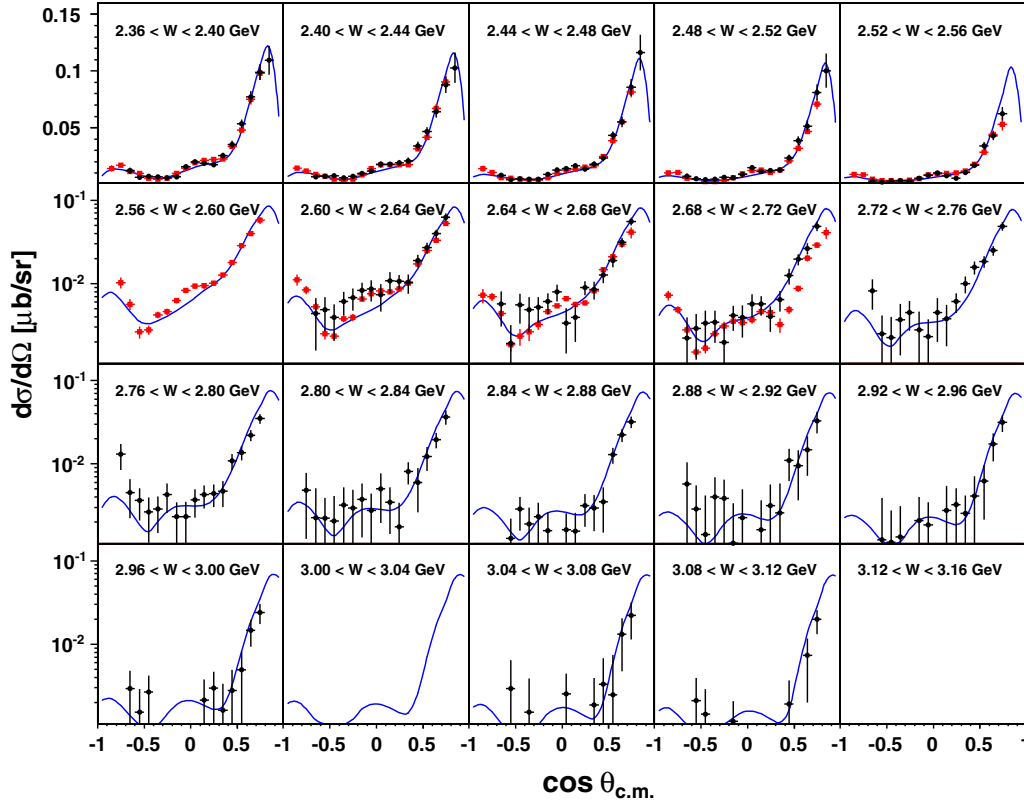 0.15
2.36 < W < 2.40 GeV 2.40 < W < 2.44 GeV 2.44 < W < 2.48 GeV 2.48 < W < 2.52 GeV 2.52 < W < 2.56 GeV
0.1
0.05
10⁻¹
2.56 < W < 2.60 GeV 2.60 < W < 2.64 GeV 2.64 < W < 2.68 GeV 2.68 < W < 2.72 GeV 2.72 < W < 2.76 GeV
10⁻²
dσ/dΩ [μb/sr]
10⁻¹
2.76 < W < 2.80 GeV 2.80 < W < 2.84 GeV 2.84 < W < 2.88 GeV 2.88 < W < 2.92 GeV 2.92 < W < 2.96 GeV
10⁻²
2.96 < W < 3.00 GeV 3.00 < W < 3.04 GeV 3.04 < W < 3.08 GeV 3.08 < W < 3.12 GeV 3.12 < W < 3.16 GeV
10⁻²
-1 -0.5 0 0.5 -1 -0.5 0 0.5 -1 -0.5 0 0.5 -1 -0.5 0 0.5 -1 -0.5 0 0.5 1
cos θc.m.